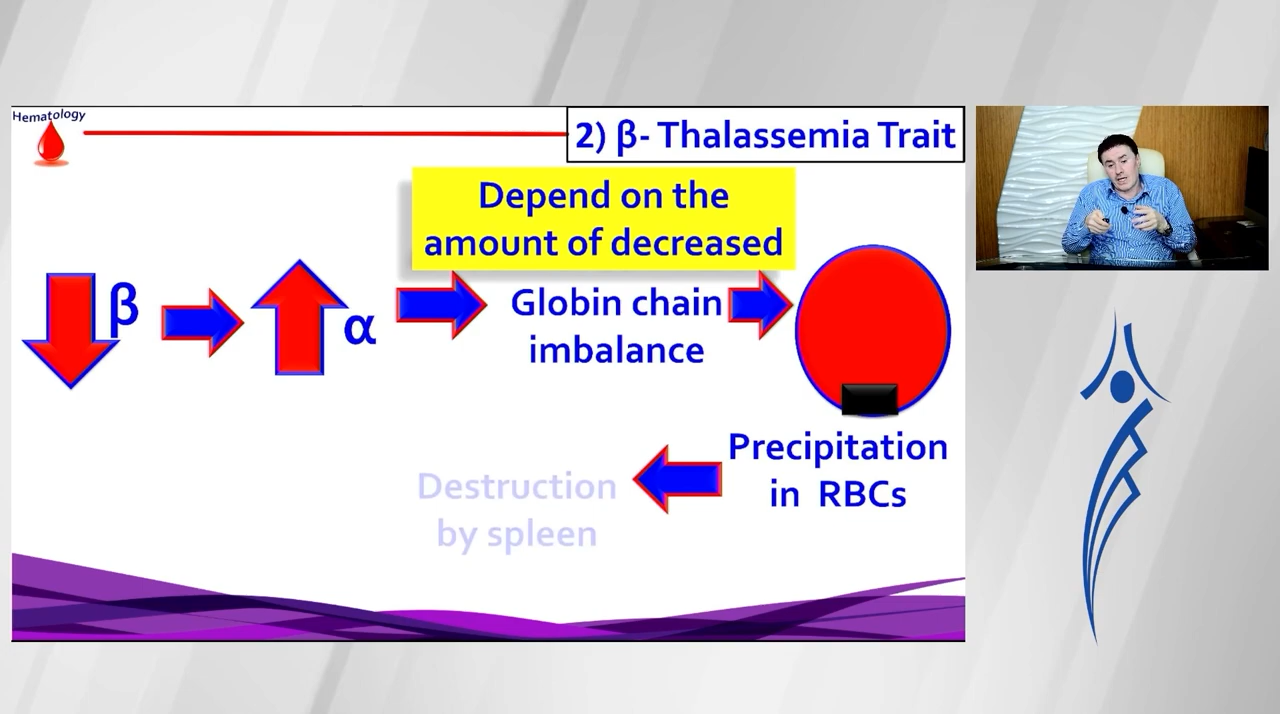 Hematology
2) β- Thalassemia Trait
Depend on the
amount of decreased
β
α
Globin chain
imbalance
Precipitation
in RBCs
Destruction
by spleen